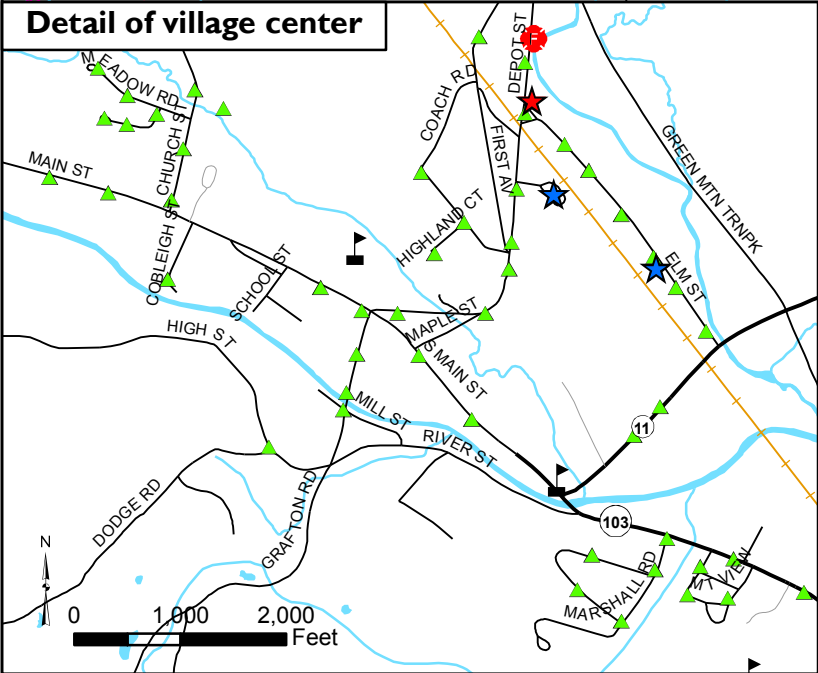 Detail of village center
MEADOW RD
CHURCH ST
MAIN ST
COBLEIGH ST
SCHOOL ST
HIGH ST
COACH RD
DEPOT ST
F
FIRST AV
HIGHLAND CT
GREEN MTN TRNPK
ELM ST
MAPLE ST
S MAIN ST
MILL ST
RIVER ST
11
103
DODGE RD
GRAFTON RD
MARSHALL RD
MT VIEW
N
0 1,000 2,000
Feet